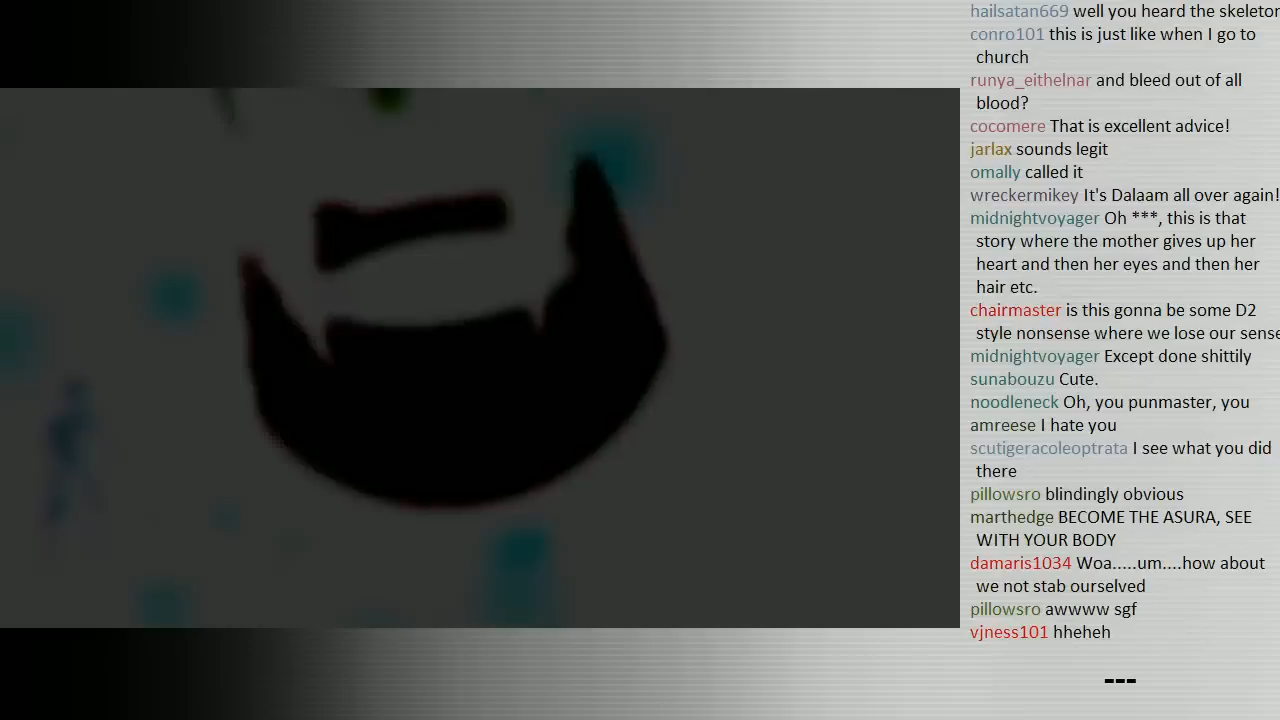 hailsatan669 well you heard the skeleton
conro101 this is just like when I go to
church
runya_eithelnar and bleed out of all
blood?
cocomere That is excellent advice!
jarlax sounds legit
omally called it
wreckermikey It's Dalaam all over again!
midnightvoyager Oh ***, this is that
story where the mother gives up her
heart and then her eyes and then her
hair etc.
chairmaster is this gonna be some D2
style nonsense where we lose our sense
midnightvoyager Except done shittily
sunabouzu Cute.
noodleneck Oh, you punmaster, you
amreese I hate you
scutigeracoleoptrata I see what you did
there
pillowsro blindingly obvious
marthedge BECOME THE ASURA, SEE
WITH YOUR BODY
damaris1034 Woa.....um....how about
we not stab ourselved
pillowsro awwww sgf
vjness101 hheheh
---